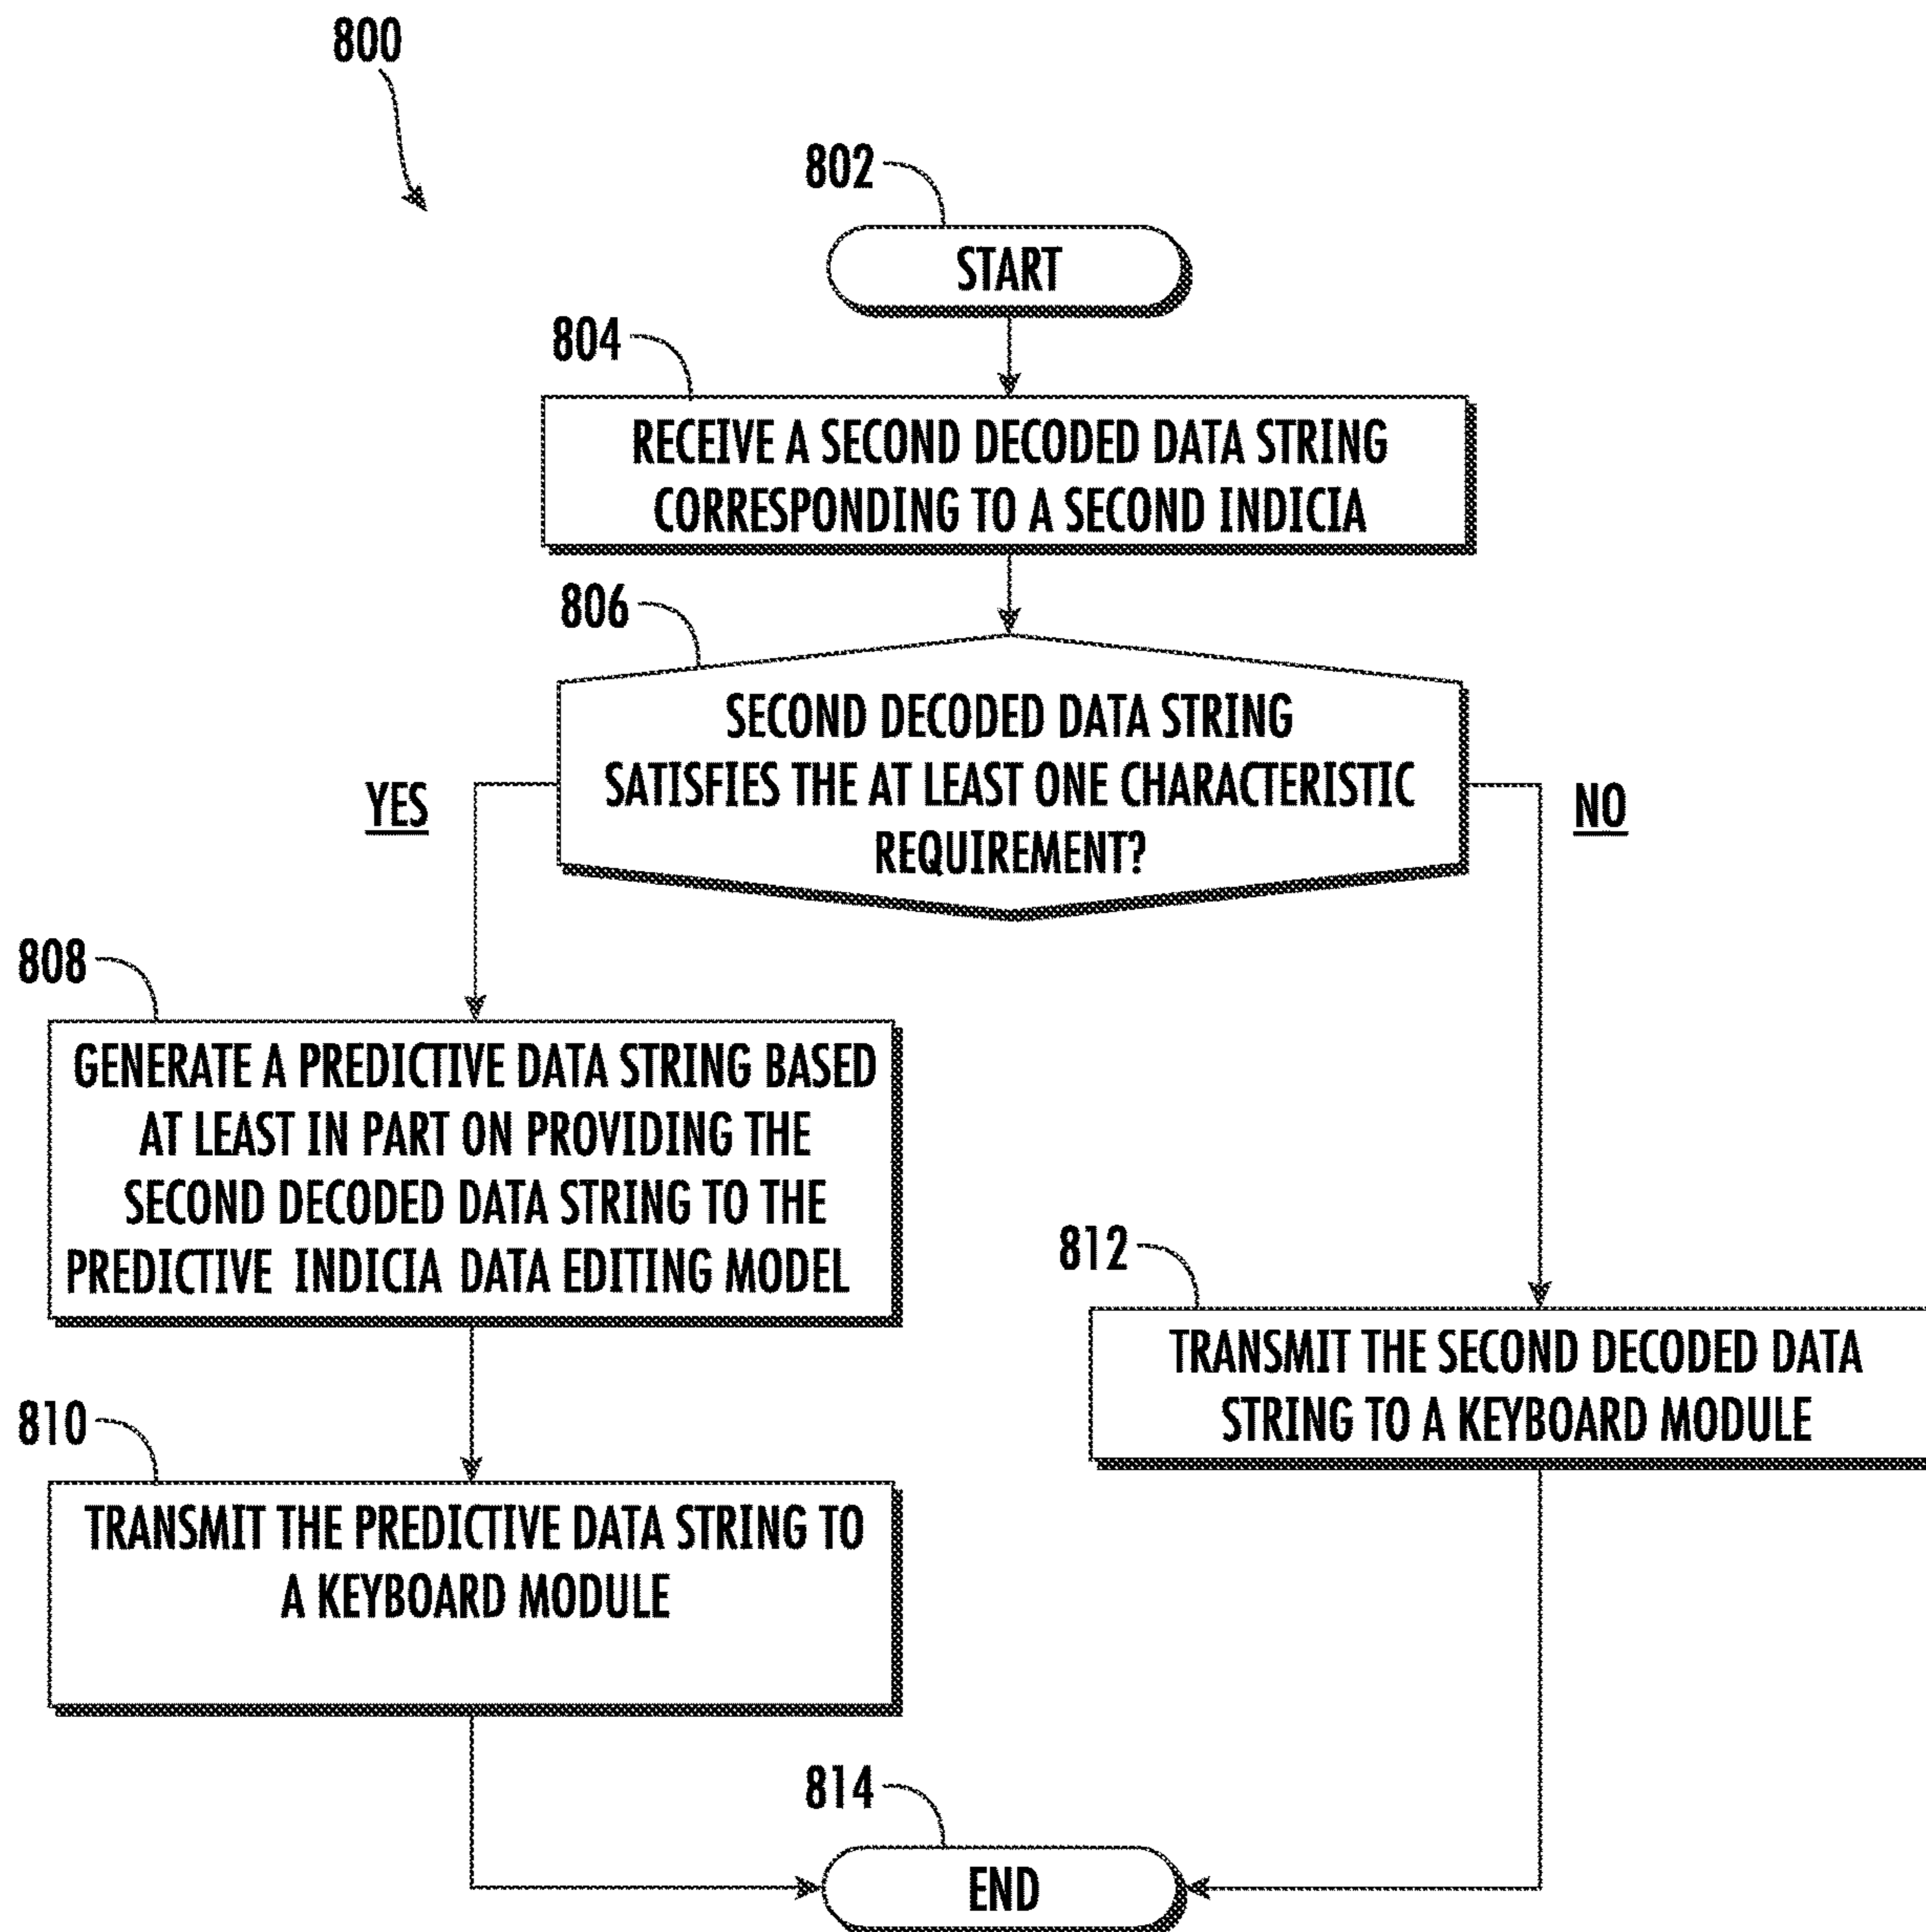 800
802
START
804
RECEIVE A SECOND DECODED DATA STRING
CORRESPONDING TO A SECOND INDICIA
806
SECOND DECODED DATA STRING
SATISFIES THE AT LEAST ONE CHARACTERISTIC
REQUIREMENT?
YES
NO
808
GENERATE A PREDICTIVE DATA STRING BASED
AT LEAST IN PART ON PROVIDING THE
SECOND DECODED DATA STRING TO THE
PREDICTIVE INDICIA DATA EDITING MODEL
812
TRANSMIT THE SECOND DECODED DATA
STRING TO A KEYBOARD MODULE
810
TRANSMIT THE PREDICTIVE DATA STRING TO
A KEYBOARD MODULE
814
END